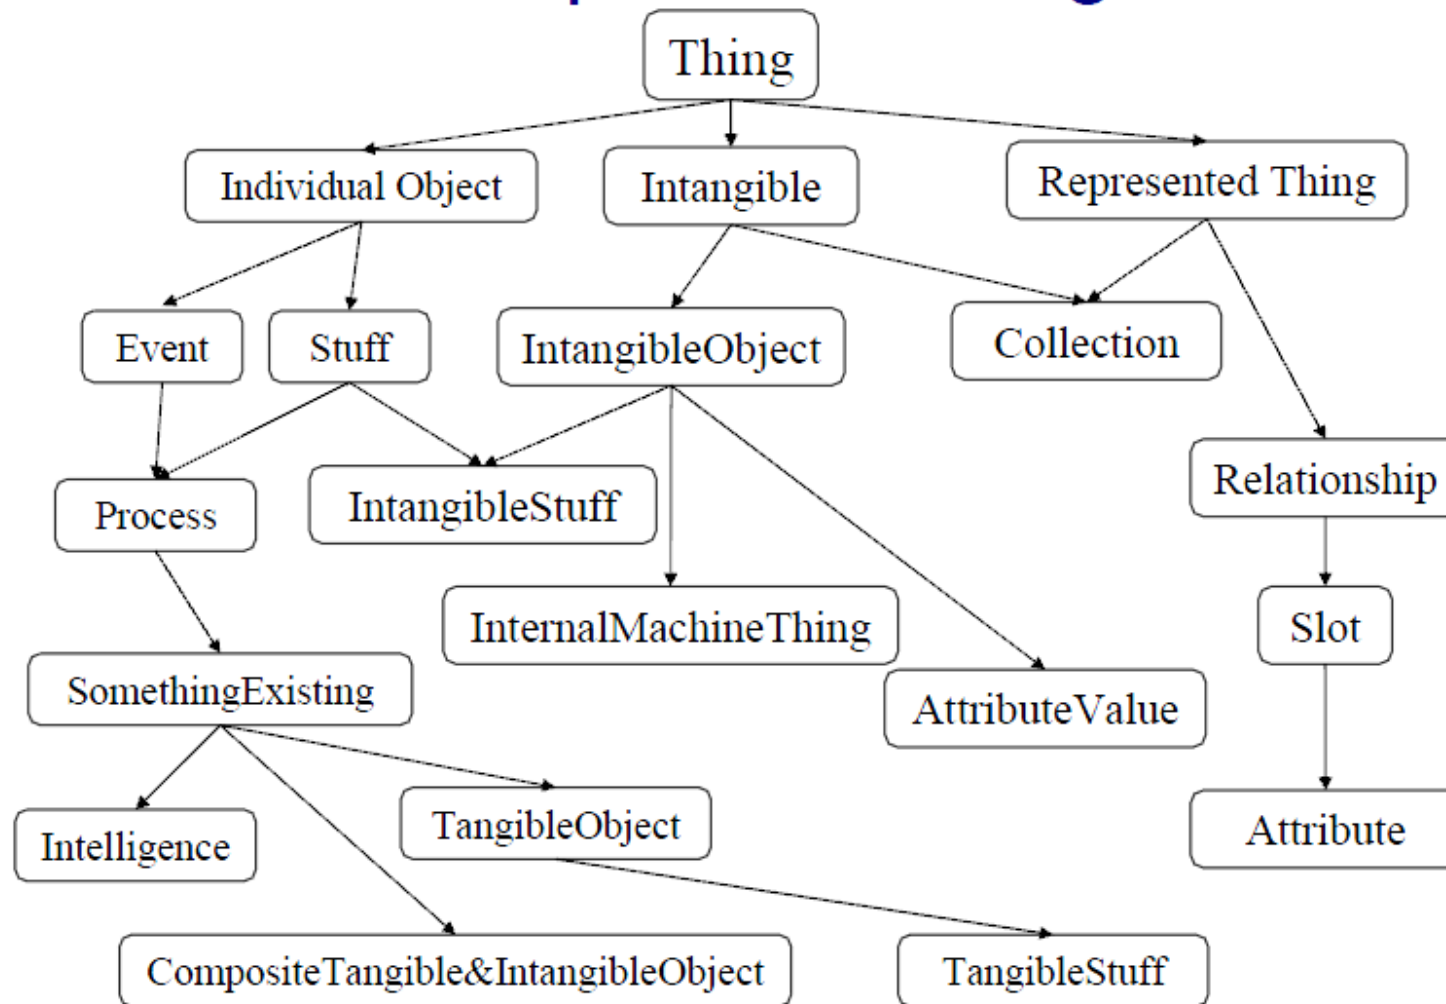 Thing
Individual Object
Intangible
Represented Thing
Event
Stuff
IntangibleObject
Collection
Process
IntangibleStuff
Relationship
InternalMachineThing
Slot
SomethingExisting
AttributeValue
Intelligence
TangibleObject
Attribute
CompositeTangible&IntangibleObject
TangibleStuff